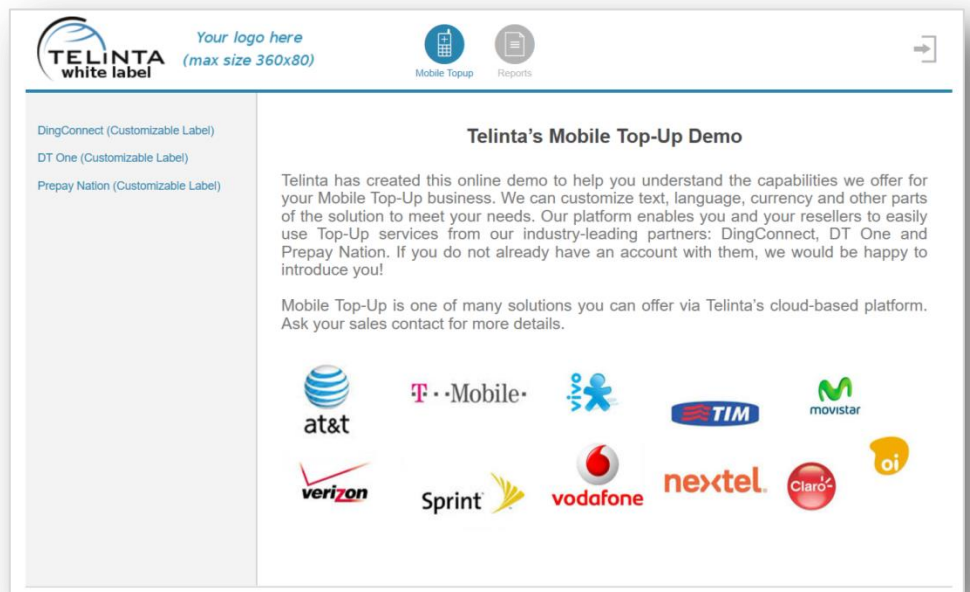 TELINTA
white label
Your logo here
(max size 360x80)
Mobile Topup
Reports
DingConnect (Customizable Label)
DT One (Customizable Label)
Prepay Nation (Customizable Label)
Telinta's Mobile Top-Up Demo
Telinta has created this online demo to help you understand the capabilities we offer for
your Mobile Top-Up business. We can customize text, language, currency and other parts
of the solution to meet your needs. Our platform enables you and your resellers to easily
use Top-Up services from our industry-leading partners: DingConnect, DT One and
Prepay Nation. If you do not already have an account with them, we would be happy to
introduce you!
Mobile Top-Up is one of many solutions you can offer via Telinta's cloud-based platform.
Ask your sales contact for more details.
at&t
T··Mobile·
vivo
TIM
movistar
verizon
Sprint
vodafone
nextel.
Claro
oi